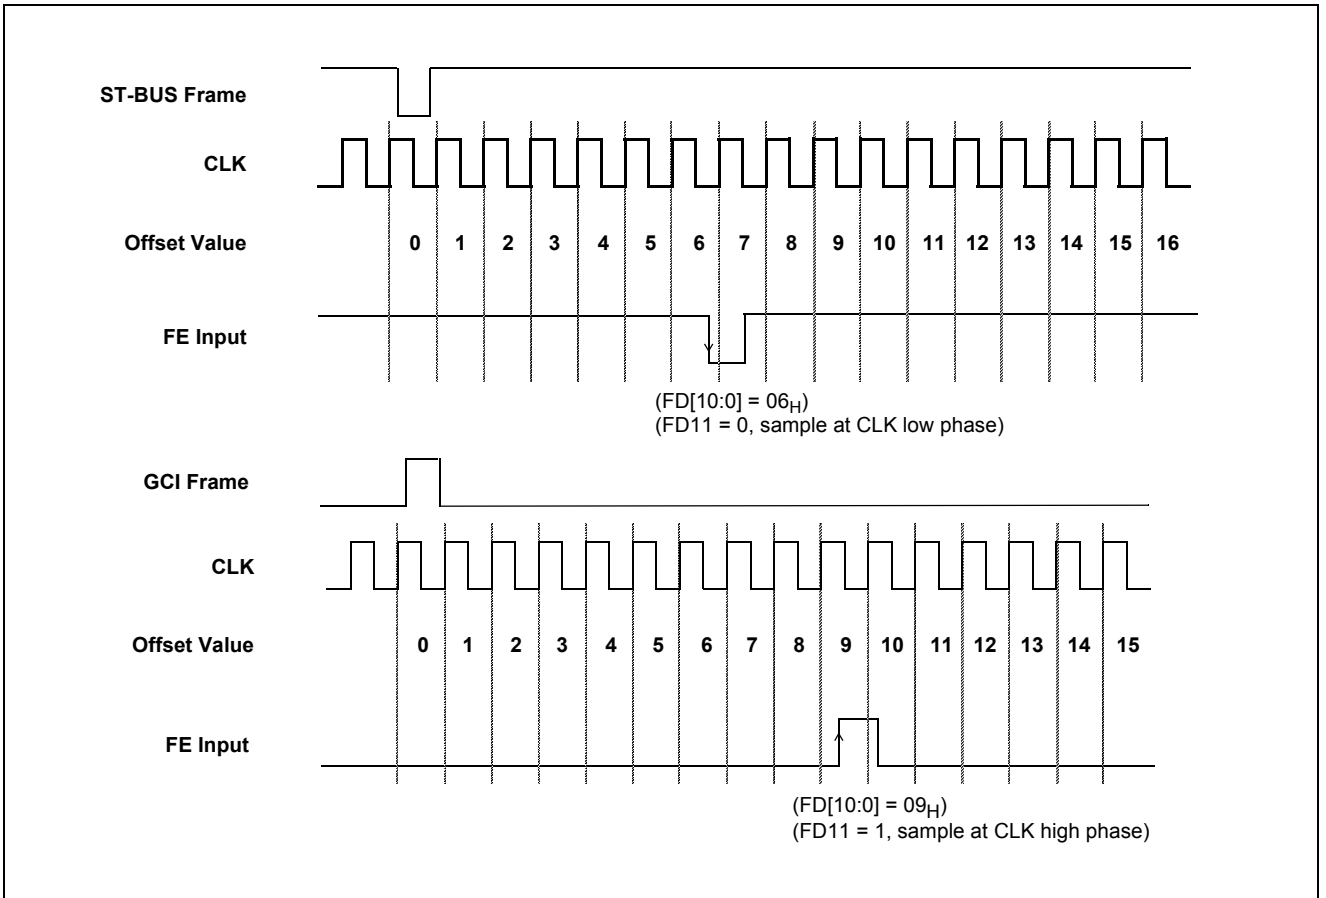 ST-BUS Frame
CLK
Offset Value 0 1 2 3 4 5 6 7 8 9 10 11 12 13 14 15 16
FE Input
(FD[10:0] = 06H)
(FD11 = 0, sample at CLK low phase)
GCI Frame
CLK
Offset Value 0 1 2 3 4 5 6 7 8 9 10 11 12 13 14 15
FE Input
(FD[10:0] = 09H)
(FD11 = 1, sample at CLK high phase)